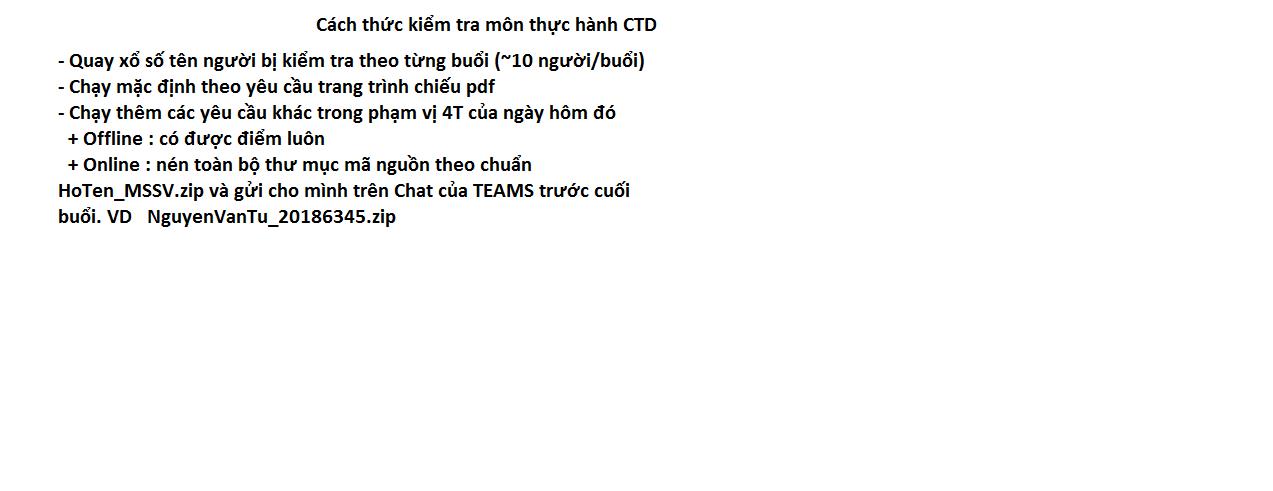 Cách thức kiểm tra môn thực hành CTD
- Quay xổ số tên người bị kiểm tra theo từng buổi (~10 người/buổi)
- Chạy mặc định theo yêu cầu trang trình chiếu pdf
- Chạy thêm các yêu cầu khác trong phạm vị 4T của ngày hôm đó
+ Offline : có được điểm luôn
+ Online : nén toàn bộ thư mục mã nguồn theo chuẩn
HoTen_MSSV.zip và gửi cho mình trên Chat của TEAMS trước cuối
buổi. VD NguyenVanTu_20186345.zip